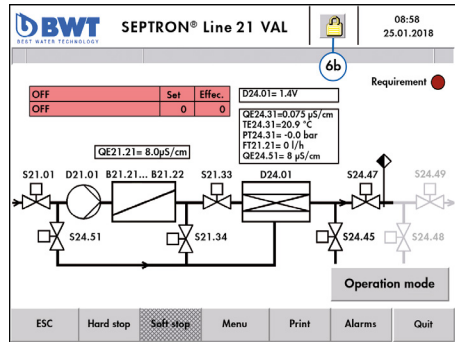 BWT
BEST WATER TECHNOLOGY
SEPTRON® Line 21 VAL
08:58
25.01.2018
6b
Requirement
OFF Set Effec.
OFF 0 0
D24.01= 1.4V
QE24.31=0.075 µS/cm
TE24.31=20.9 °C
PT24.31= -0.0 bar
FT21.21= 0 l/h
QE24.51= 8 µS/cm
QE21.21= 8.0µS/cm
S21.01 D21.01 B21.21... B21.22 S21.33 D24.01 S24.47 S24.49
S24.51 S21.34 S24.45 S24.48
Operation mode
ESC Hard stop Soft stop Menu Print Alarms Quit